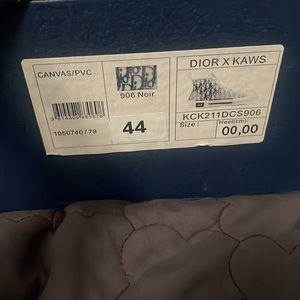 CANVAS/PVC
906 Noir
DIOR X KAWS
1050740/79
44
KCK211DCS906
Size :
Heel(cm):
00,00